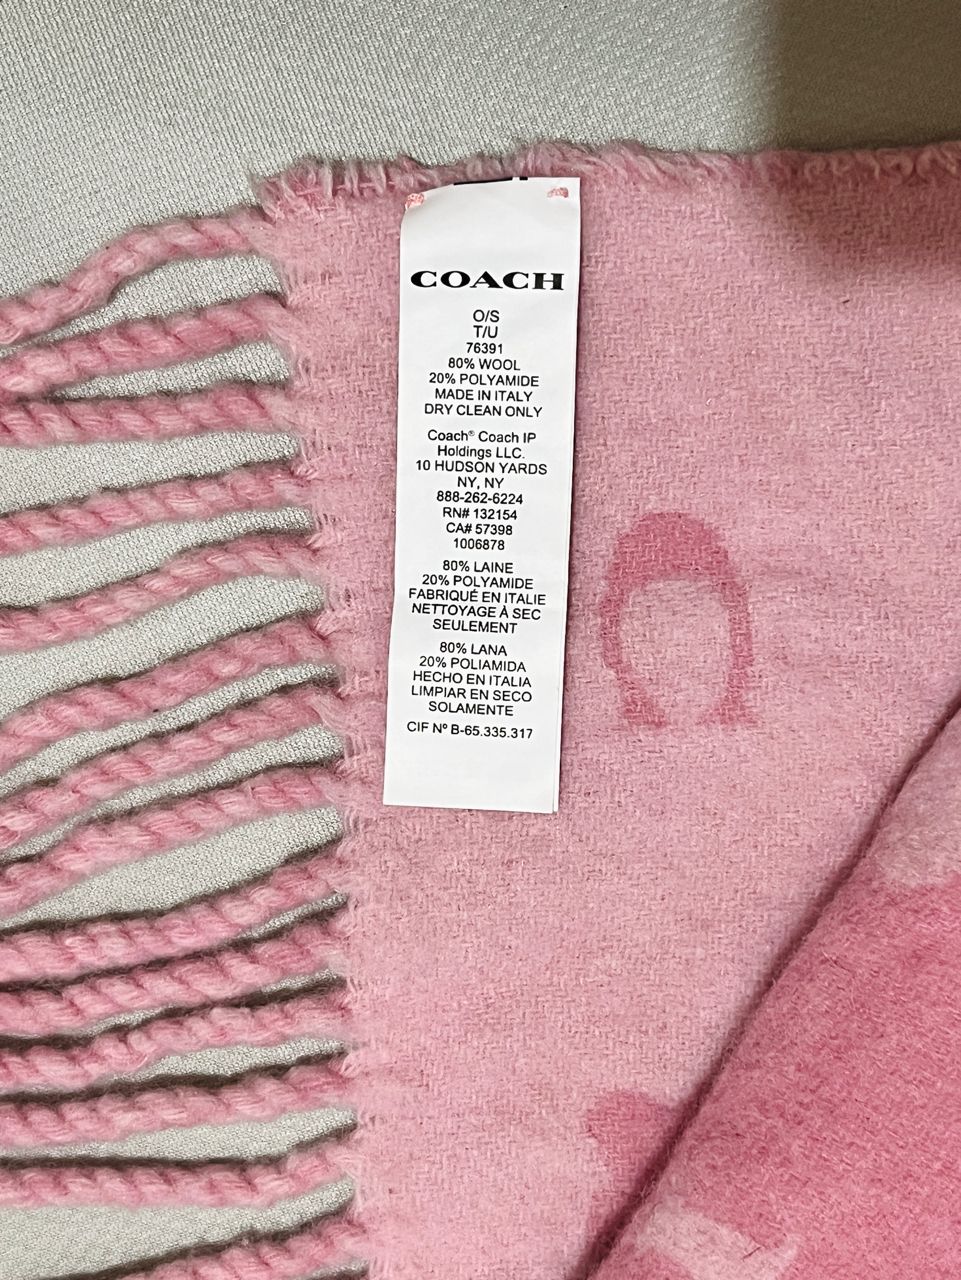 COACH
O/S
T/U
76391
80% WOOL
20% POLYAMIDE
MADE IN ITALY
DRY CLEAN ONLY
Coach® Coach IP
Holdings LLC.
10 HUDSON YARDS
NY, NY
888-262-6224
RN# 132154
CA# 57398
1006878
80% LAINE
20% POLYAMIDE
FABRIQUÉ EN ITALIE
NETTOYAGE À SEC
SEULEMENT
80% LANA
20% POLIAMIDA
HECHO EN ITALIA
LIMPIAR EN SECO
SOLAMENTE
CIF Nº B-65.335.317